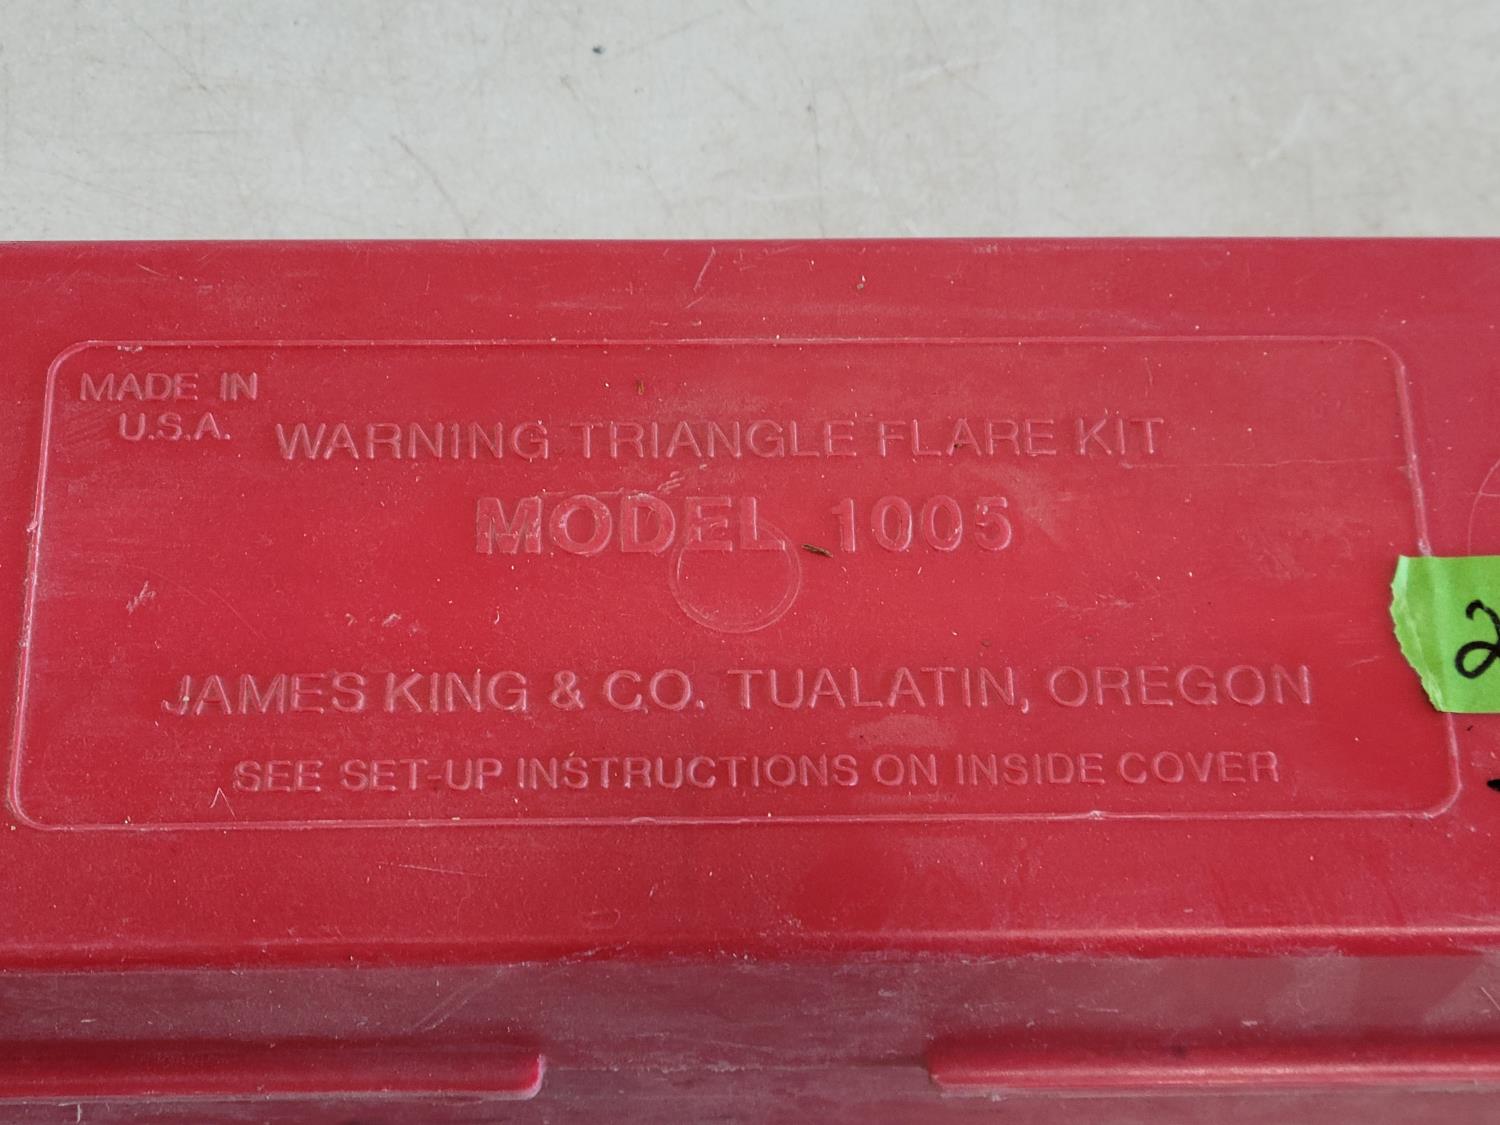 MADE IN
U.S.A.
WARNING TRIANGLE FLARE KIT
MODEL 1005
JAMES KING & CO. TUALATIN, OREGON
SEE SET-UP INSTRUCTIONS ON INSIDE COVER
2